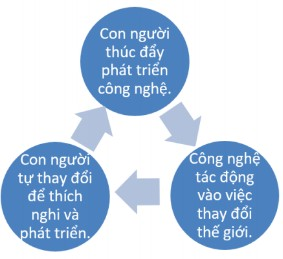 Con người
thúc đẩy
phát triển
công nghệ.
Công nghệ
tác động
vào việc
thay đổi
thế giới.
Con người
tự thay đổi
để thích
nghi và
phát triển.